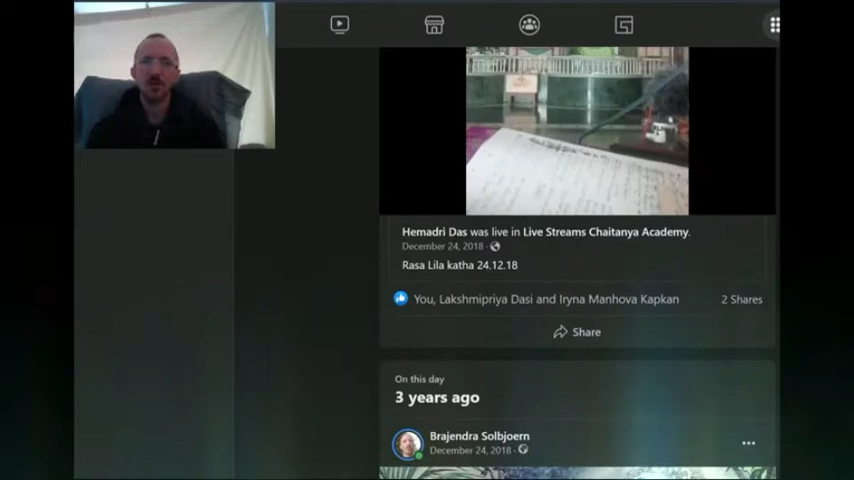 Hemadri Das was live in Live Streams Chaitanya Academy.
December 24, 2018 ·
Rasa Lila katha 24.12.18
You, Lakshmipriya Dasi and Iryna Manhova Kapkan
2 Shares
Share
On this day
3 years ago
Brajendra Solbjoern
December 24, 2018 ·